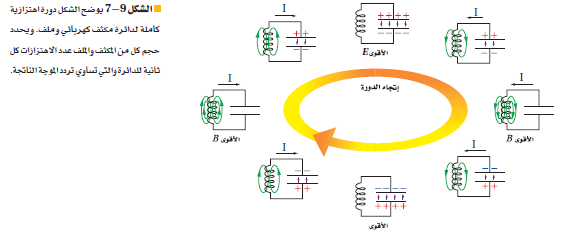 ■ الشكل 9–7 يوضح الشكل دورة اهتزازية
كاملة لدائرة مكثف كهربائي وملف. ويحدد
حجم كل من المكثف والملف عدد الاهتزازات كل
ثانية للدائرة والتي تساوي تردد الموجة الناتجة.
I
الأقوى E
I
I
الأقوى B
إتجاه الدورة
I
الأقوى B
I
الأقوى
I